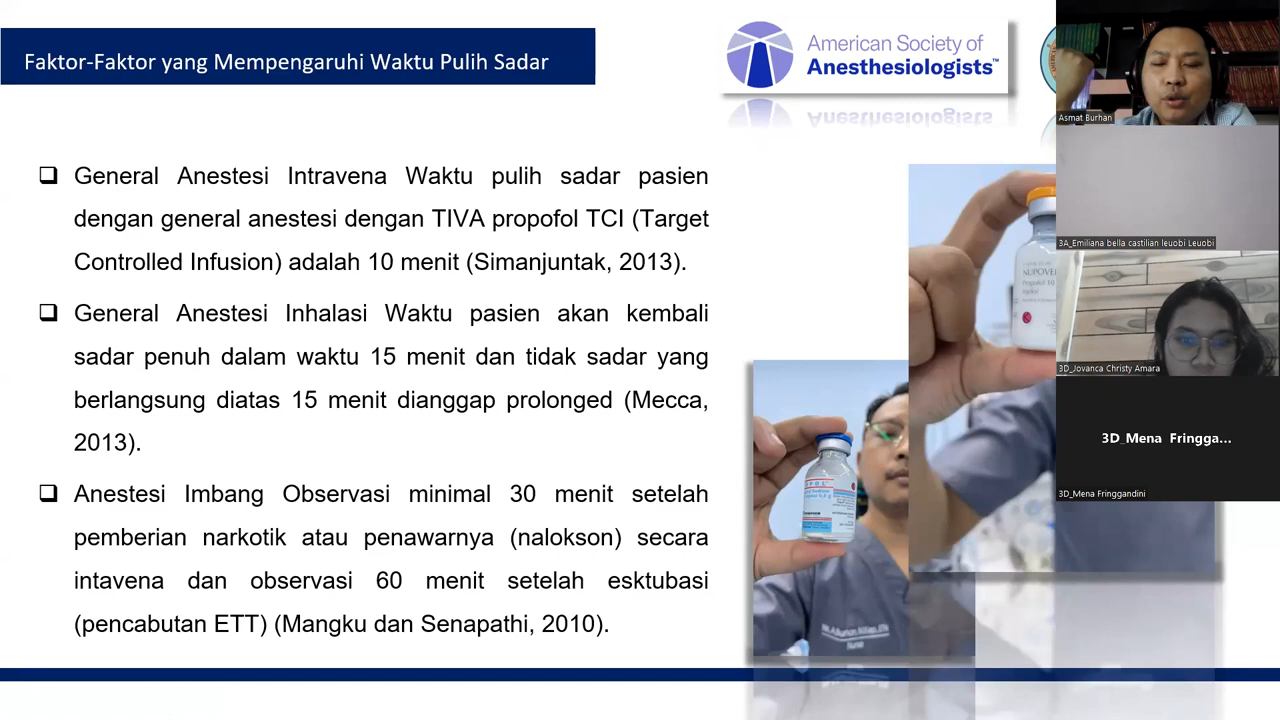 Faktor-Faktor yang Mempengaruhi Waktu Pulih Sadar
American Society of
Anesthesiologists™
General Anestesi Intravena Waktu pulih sadar pasien
dengan general anestesi dengan TIVA propofol TCI (Target
Controlled Infusion) adalah 10 menit (Simanjuntak, 2013).
General Anestesi Inhalasi Waktu pasien akan kembali
sadar penuh dalam waktu 15 menit dan tidak sadar yang
berlangsung diatas 15 menit dianggap prolonged (Mecca,
2013).
Anestesi Imbang Observasi minimal 30 menit setelah
pemberian narkotik atau penawarnya (nalokson) secara
intavena dan observasi 60 menit setelah esktubasi
(pencabutan ETT) (Mangku dan Senapathi, 2010).
Asmat Burhan
3A_Emiliana bella castilian leuobi Leuobi
3D_Jovanca Christy Amara
3D_Mena Fringga...
3D_Mena Fringgandini
NUPOVE
Nurse